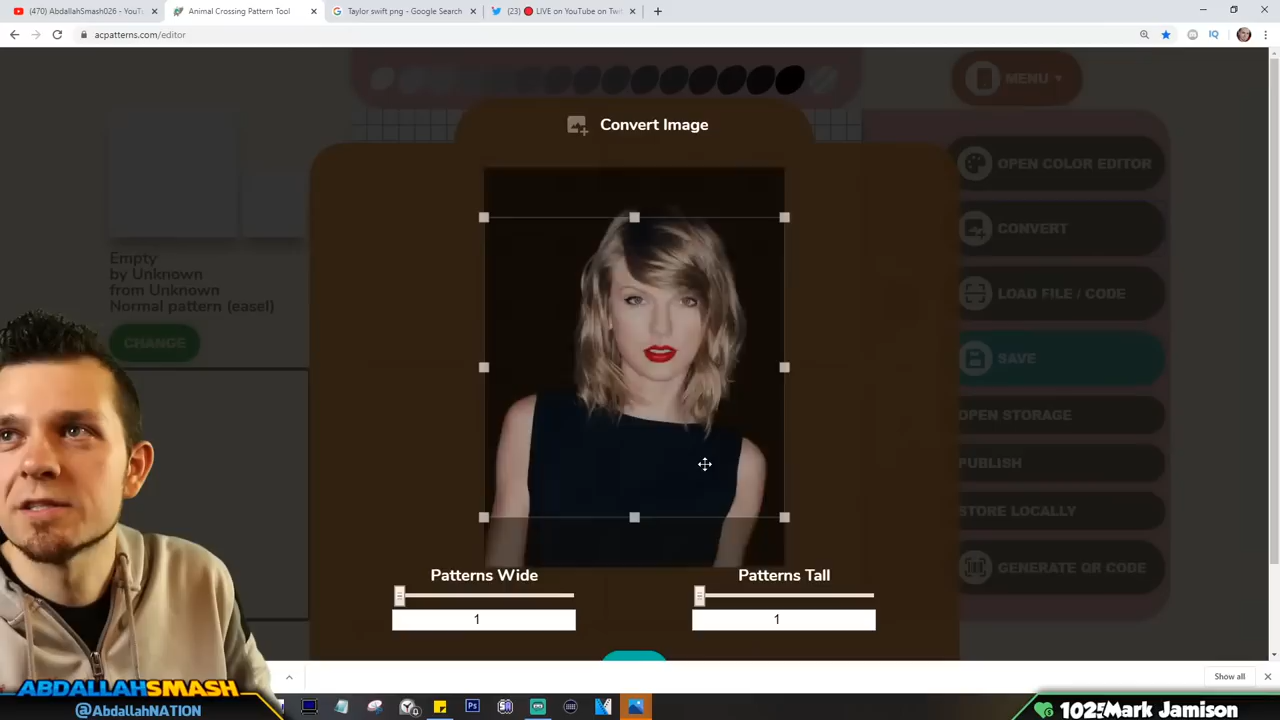 (470) AbdallahSmash026 - YouTu
Animal Crossing Pattern Tool
Taylor swift png - Google Search
(23) 🔴 LIVE on YouTube on Twit
acpatterns.com/editor
MENU ▾
Convert Image
OPEN COLOR EDITOR
CONVERT
Empty
by Unknown
from Unknown
Normal pattern (easel)
LOAD FILE / CODE
CHANGE
SAVE
OPEN STORAGE
PUBLISH
STORE LOCALLY
GENERATE QR CODE
Patterns Wide
Patterns Tall
1
1
Show all
ABDALLAHSMASH
@AbdallahNATION
Mark Jamison